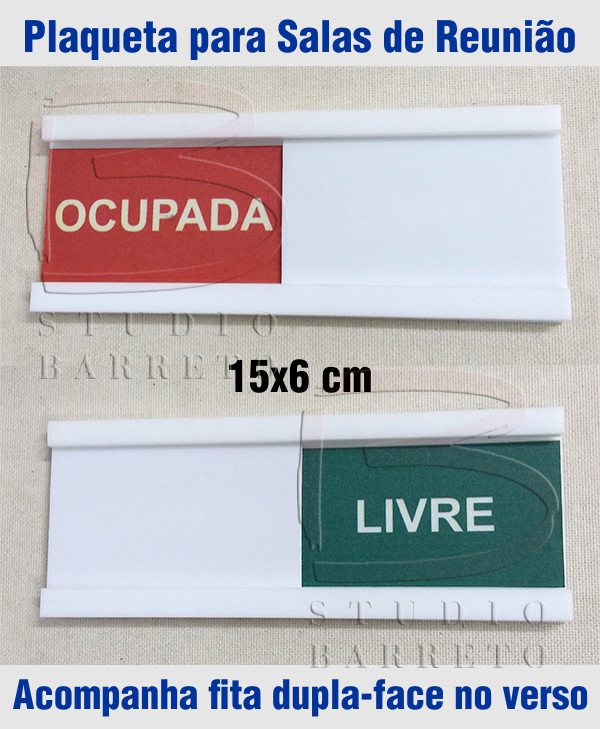 Plaqueta para Salas de Reunião
OCUPADA
STUDIO
BARRETO
15x6 cm
LIVRE
STUDIO
BARRETO
Acompanha fita dupla-face no verso